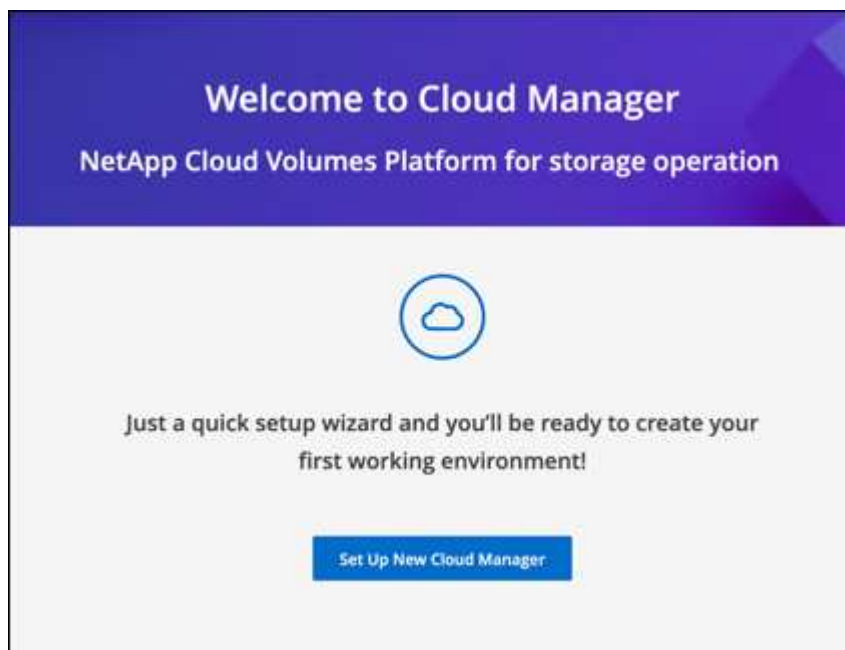 Welcome to Cloud Manager
NetApp Cloud Volumes Platform for storage operation
Just a quick setup wizard and you'll be ready to create your
first working environment!
Set Up New Cloud Manager